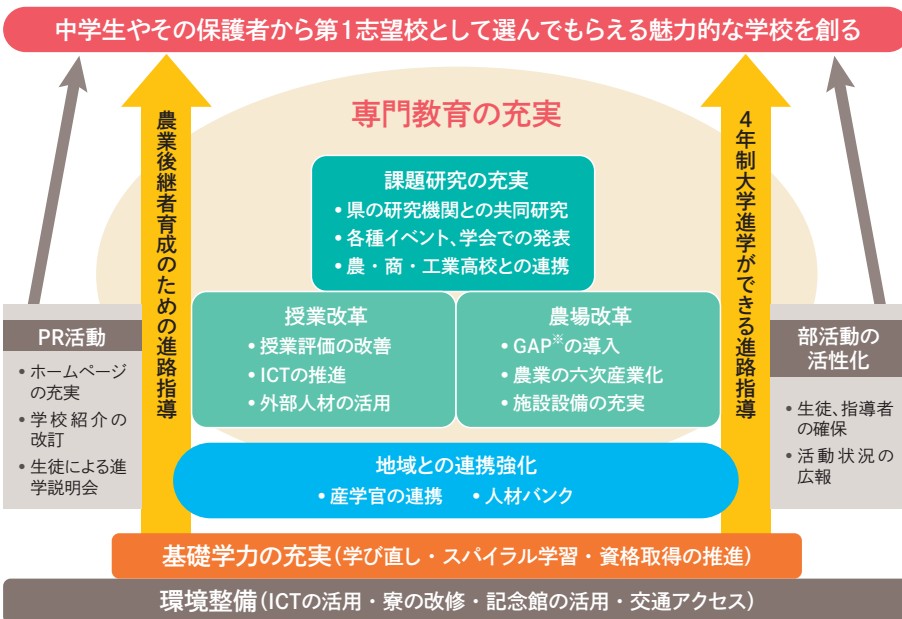 中学生やその保護者から第1志望校として選んでもらえる魅力的な学校を創る
専門教育の充実
農業後継者育成のための進路指導
4年制大学進学ができる進路指導
課題研究の充実
• 県の研究機関との共同研究
• 各種イベント、学会での発表
• 農・商・工業高校との連携
授業改革
• 授業評価の改善
• ICTの推進
• 外部人材の活用
農場改革
• GAP※の導入
• 農業の六次産業化
• 施設設備の充実
PR活動
• ホームページ
の充実
• 学校紹介の
改訂
• 生徒による進
学説明会
部活動の
活性化
• 生徒、指導者
の確保
• 活動状況の
広報
地域との連携強化
• 産学官の連携 • 人材バンク
基礎学力の充実(学び直し・スパイラル学習・資格取得の推進)
環境整備(ICTの活用・寮の改修・記念館の活用・交通アクセス)